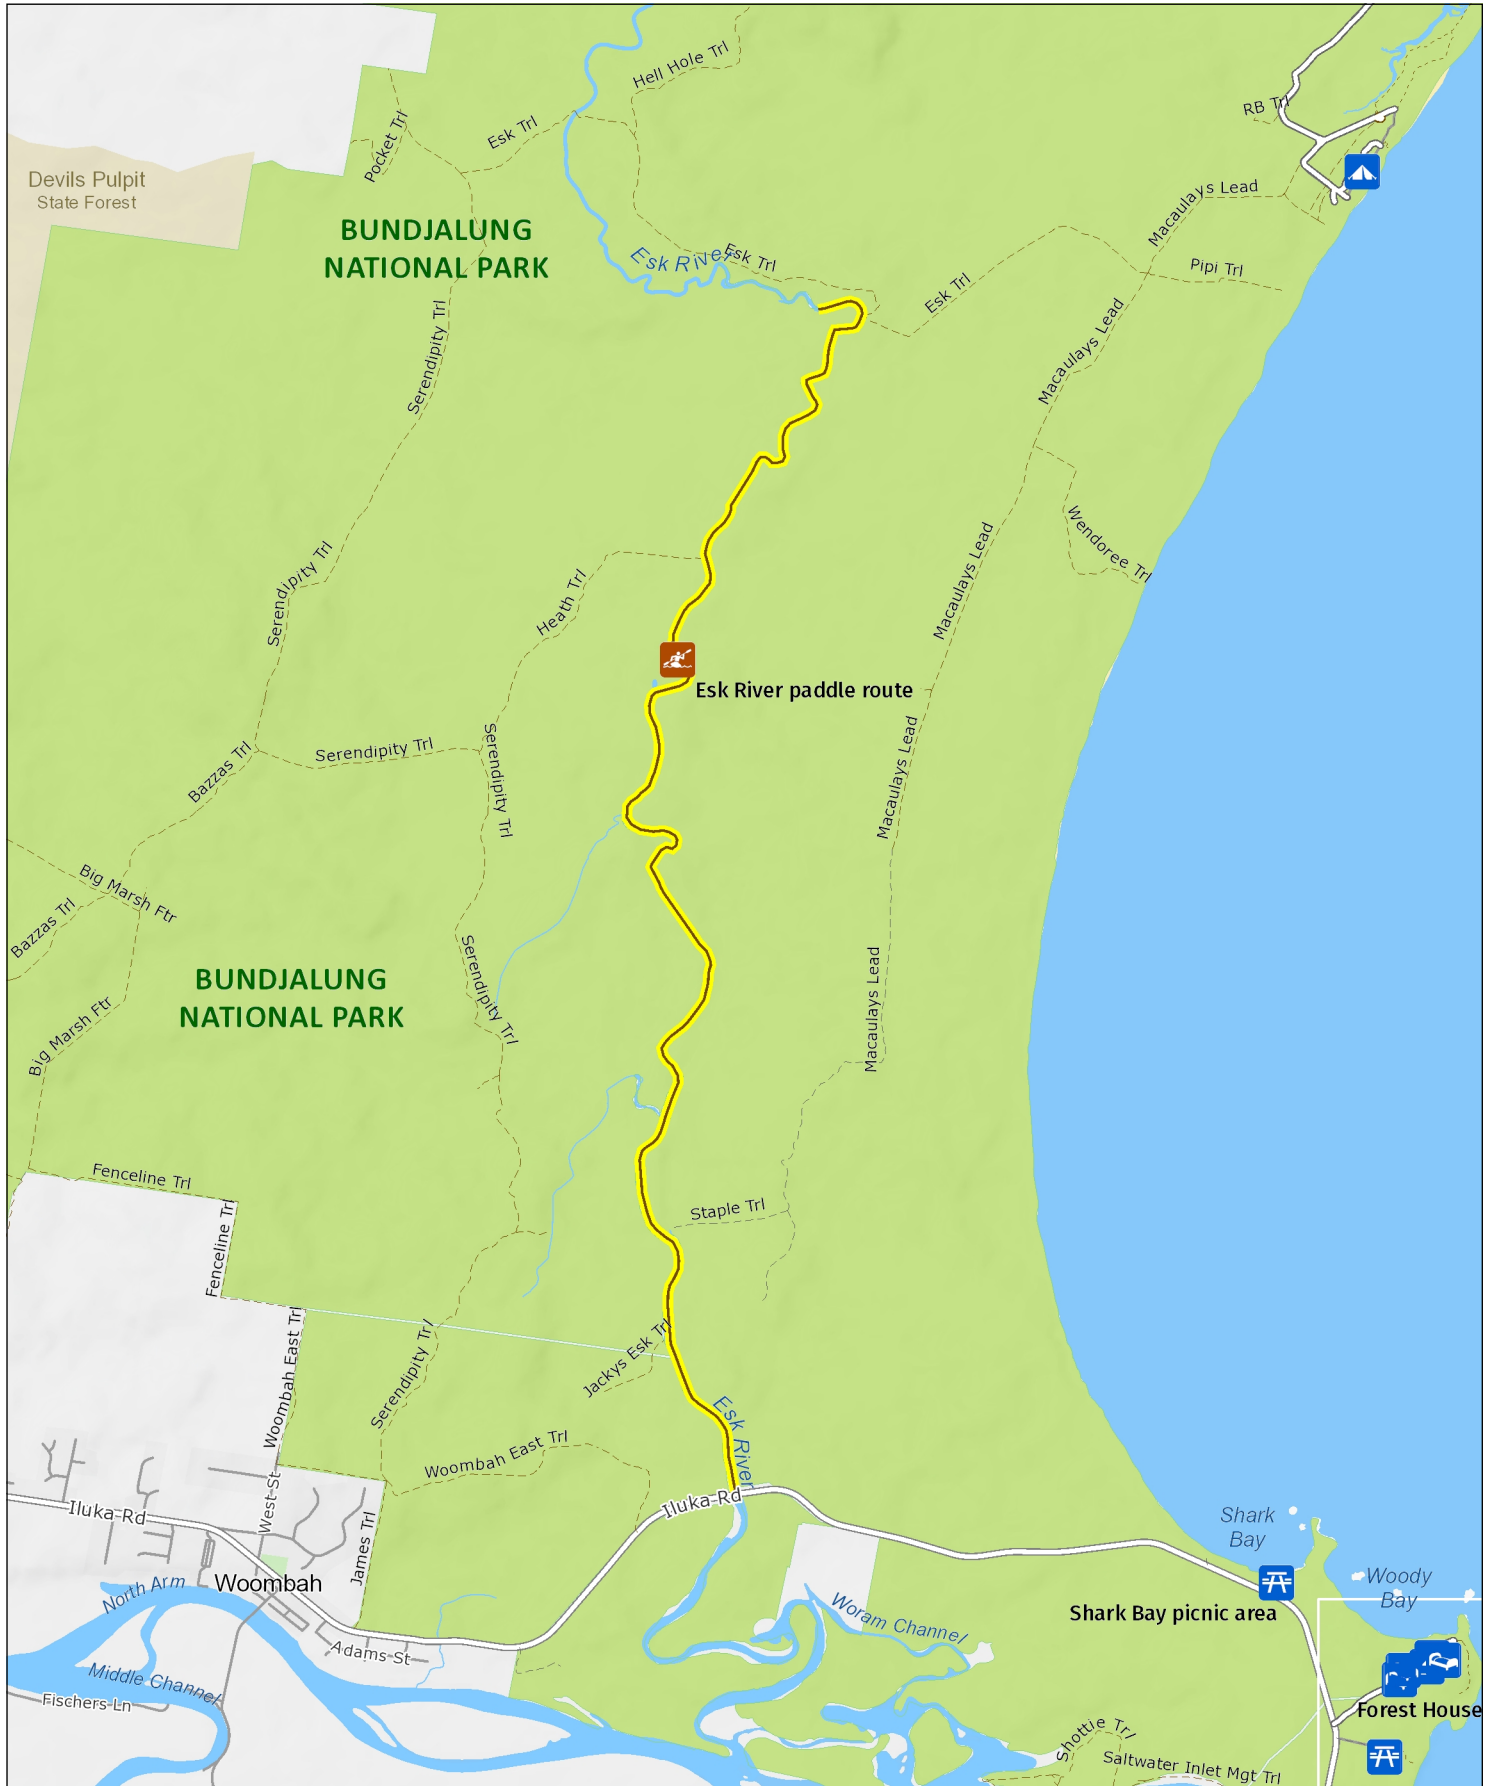 Hell Hole Trl
RB Trl
Esk Trl
Pocket Trl
Devils Pulpit
State Forest
Macaulays Lead
BUNDJALUNG
NATIONAL PARK
Esk River
Esk Trl
Pipi Trl
Esk Trl
Serendipity Trl
Macaulays Lead
Wendoree Trl
Serendipity Trl
Heath Trl
Macaulays Lead
Esk River paddle route
Serendipity Trl
Serendipity Trl
Bazzas Trl
Macaulays Lead
Big Marsh Ftr
Bazzas Trl
Serendipity Trl
Macaulays Lead
BUNDJALUNG
NATIONAL PARK
Big Marsh Ftr
Fenceline Trl
Staple Trl
Fenceline Trl
Woombah East Trl
Serendipity Trl
Jackys Esk Trl
Esk River
Woombah East Trl
Iluka Rd
Iluka Rd
West St
James Trl
Shark
Bay
Woombah
North Arm
Woody
Bay
Shark Bay picnic area
Woram Channel
Adams St
Middle Channel
Fischers Ln
Forest House
Shottie Trl
Saltwater Inlet Mgt Trl